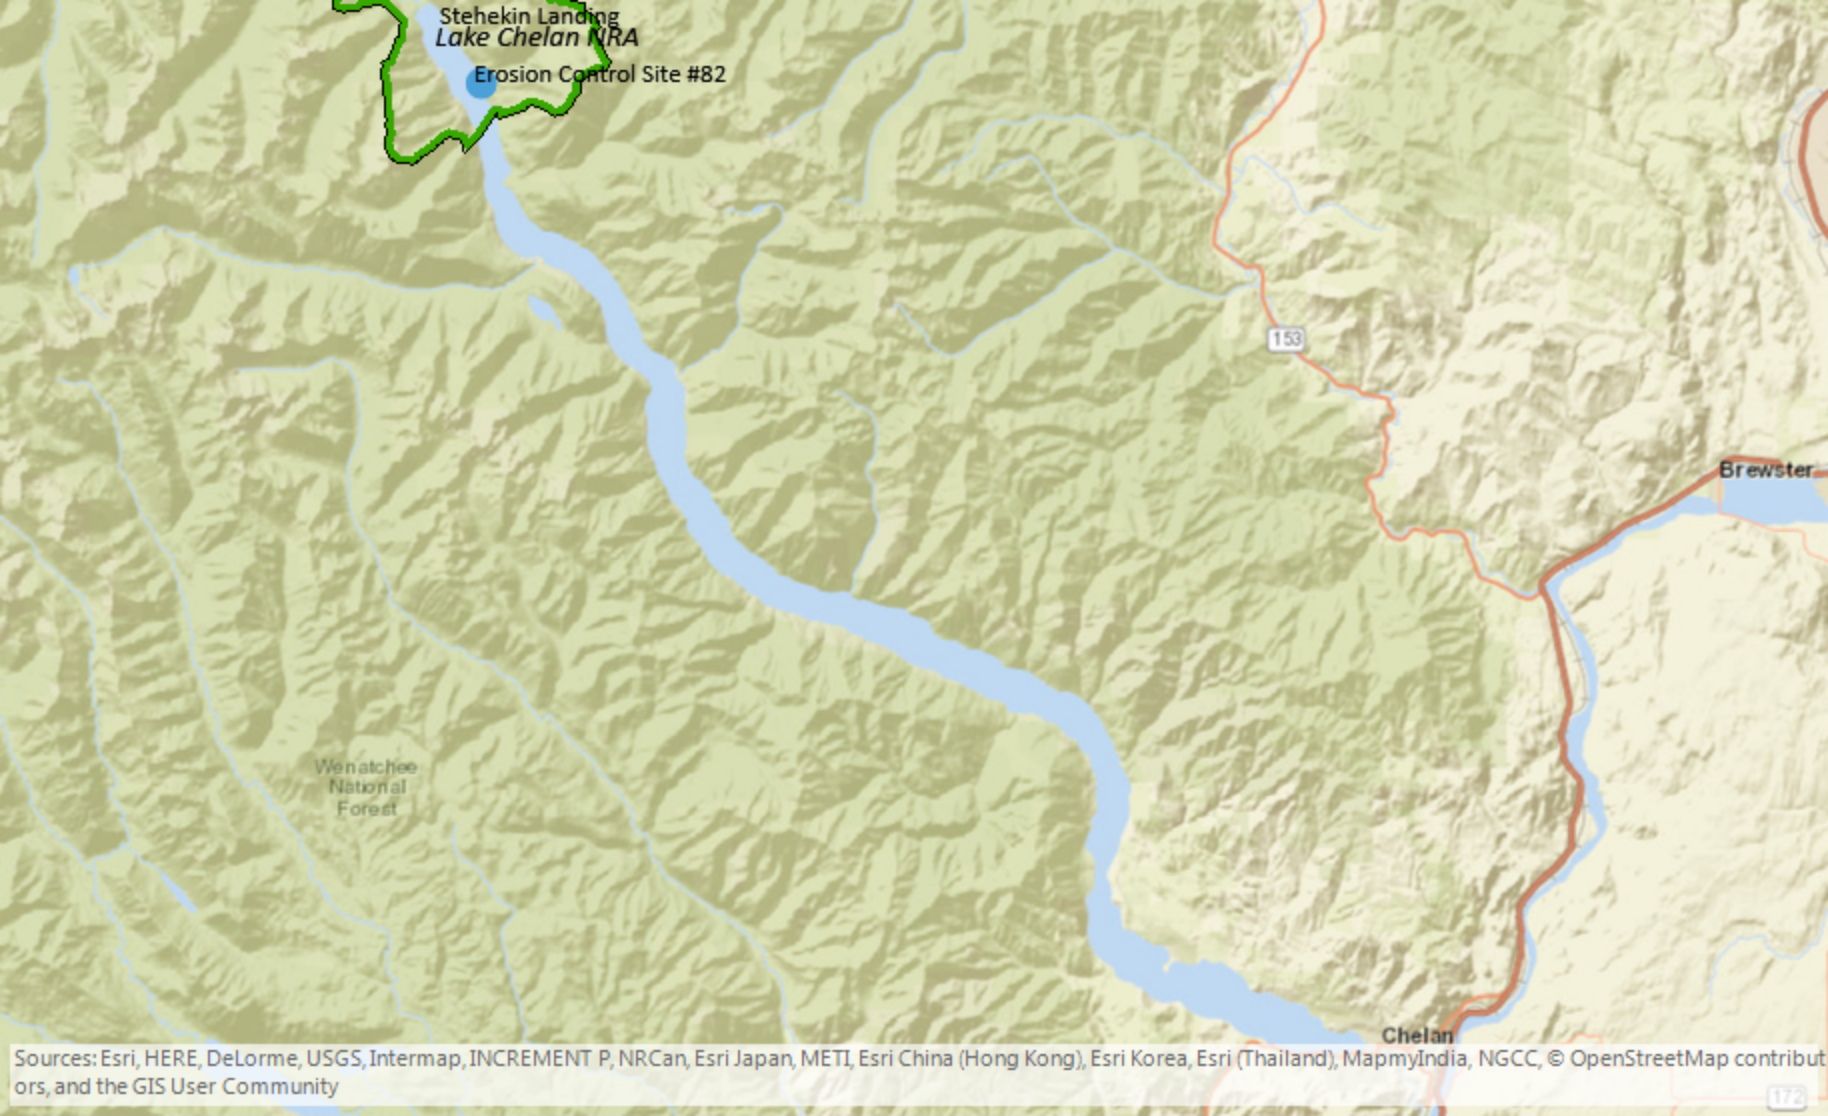 Stehekin Landing
Lake Chelan NRA
Erosion Control Site #82
153
Brewster
Wenatchee
National
Forest
Chelan
Sources: Esri, HERE, DeLorme, USGS, Intermap, INCREMENT P, NRCan, Esri Japan, METI, Esri China (Hong Kong), Esri Korea, Esri (Thailand), MapmyIndia, NGCC, © OpenStreetMap contribut
ors, and the GIS User Community
172